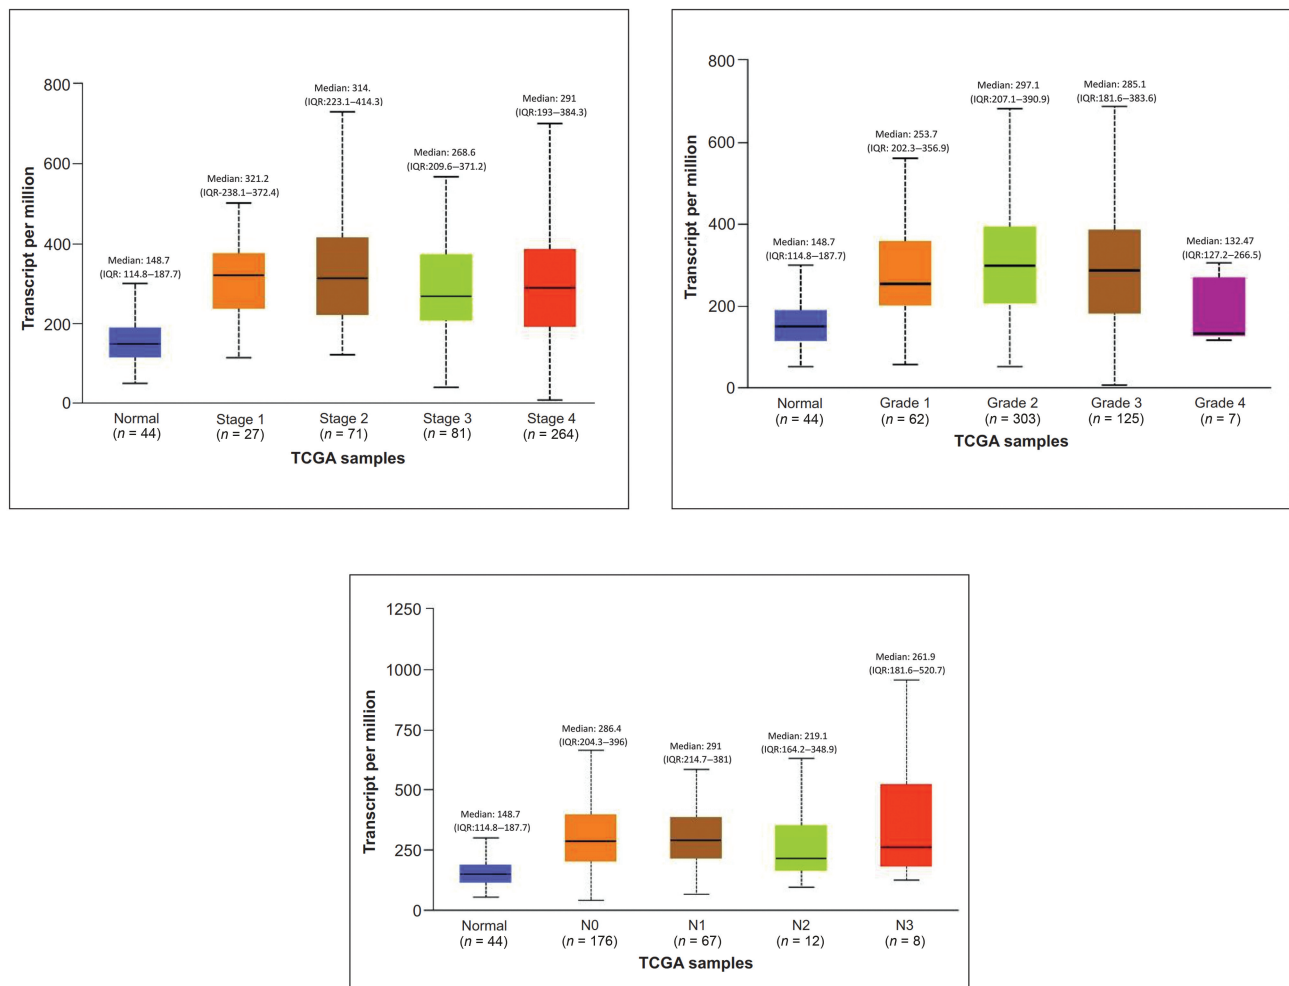 800
600
400
200
0
Transcript per million
Median: 148.7
(IQR: 114.8–187.7)
Median: 321.2
(IQR-238.1–372.4)
Median: 314.
(IQR:223.1–414.3)
Median: 268.6
(IQR:209.6–371.2)
Median: 291
(IQR:193–384.3)
Normal Stage 1 Stage 2 Stage 3 Stage 4
(n = 44) (n = 27) (n = 71) (n = 81) (n = 264)
TCGA samples
800
600
400
200
0
Transcript per million
Median: 148.7
(IQR:114.8–187.7)
Median: 253.7
(IQR: 202.3–356.9)
Median: 297.1
(IQR:207.1–390.9)
Median: 285.1
(IQR:181.6–383.6)
Median: 132.47
(IQR:127.2–266.5)
Normal Grade 1 Grade 2 Grade 3 Grade 4
(n = 44) (n = 62) (n = 303) (n = 125) (n = 7)
TCGA samples
1250
1000
750
500
250
0
Transcript per million
Median: 148.7
(IQR:114.8–187.7)
Median: 286.4
(IQR:204.3–396)
Median: 291
(IQR:214.7–381)
Median: 219.1
(IQR:164.2–348.9)
Median: 261.9
(IQR:181.6–520.7)
Normal N0 N1 N2 N3
(n = 44) (n = 176) (n = 67) (n = 12) (n = 8)
TCGA samples